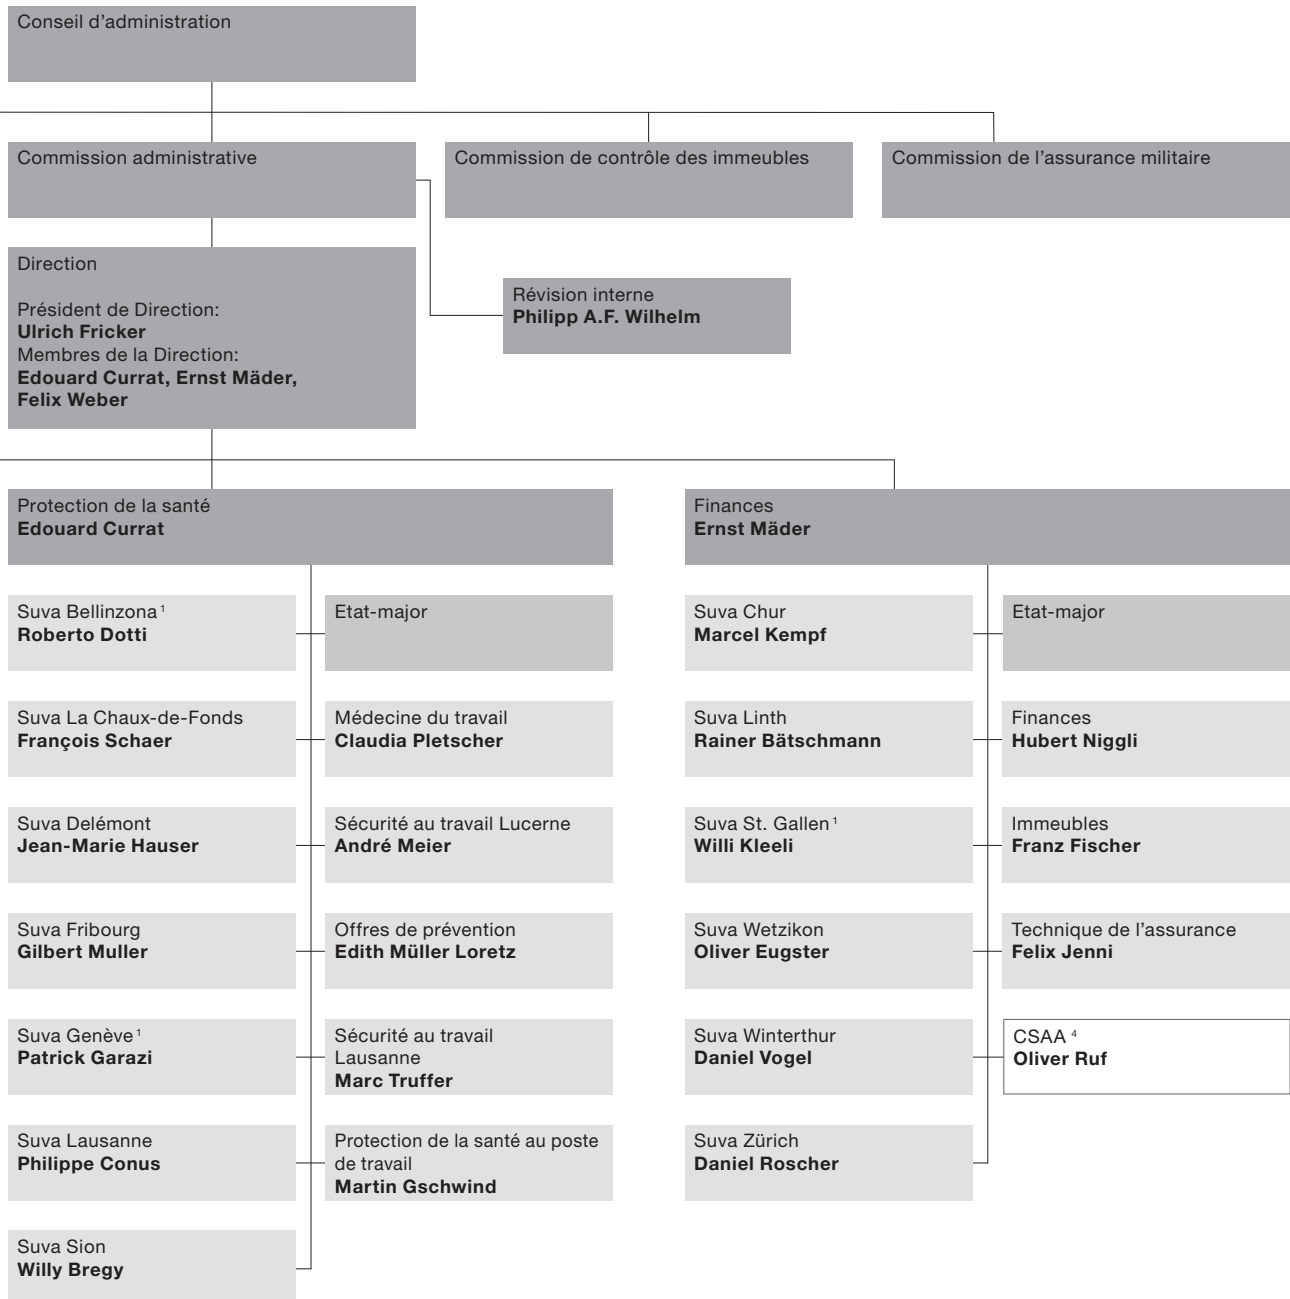 Conseil d'administration
Commission administrative
Commission de contrôle des immeubles
Commission de l'assurance militaire
Direction
Président de Direction:
Ulrich Fricker
Membres de la Direction:
Edouard Currat, Ernst Mäder,
Felix Weber
Révision interne
Philipp A.F. Wilhelm
Protection de la santé
Edouard Currat
Finances
Ernst Mäder
Suva Bellinzona ¹
Roberto Dotti
Etat-major
Suva Chur
Marcel Kempf
Etat-major
Suva La Chaux-de-Fonds
François Schaer
Médecine du travail
Claudia Pletscher
Suva Linth
Rainer Bätschmann
Finances
Hubert Niggli
Suva Delémont
Jean-Marie Hauser
Sécurité au travail Lucerne
André Meier
Suva St. Gallen ¹
Willi Kleeli
Immeubles
Franz Fischer
Suva Fribourg
Gilbert Muller
Offres de prévention
Edith Müller Loretz
Suva Wetzikon
Oliver Eugster
Technique de l'assurance
Felix Jenni
Suva Genève ¹
Patrick Garazi
Sécurité au travail
Lausanne
Marc Truffer
Suva Winterthur
Daniel Vogel
CSAA ⁴
Oliver Ruf
Suva Lausanne
Philippe Conus
Protection de la santé au poste
de travail
Martin Gschwind
Suva Zürich
Daniel Roscher
Suva Sion
Willy Bregy